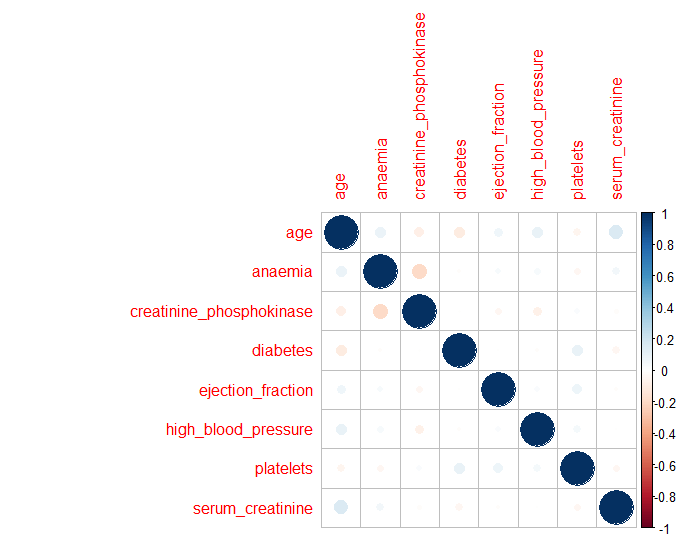 age
anaemia
creatinine_phosphokinase
diabetes
ejection_fraction
high_blood_pressure
platelets
serum_creatinine
age
anaemia
creatinine_phosphokinase
diabetes
ejection_fraction
high_blood_pressure
platelets
serum_creatinine
1
0.8
0.6
0.4
0.2
0
-0.2
-0.4
-0.6
-0.8
-1